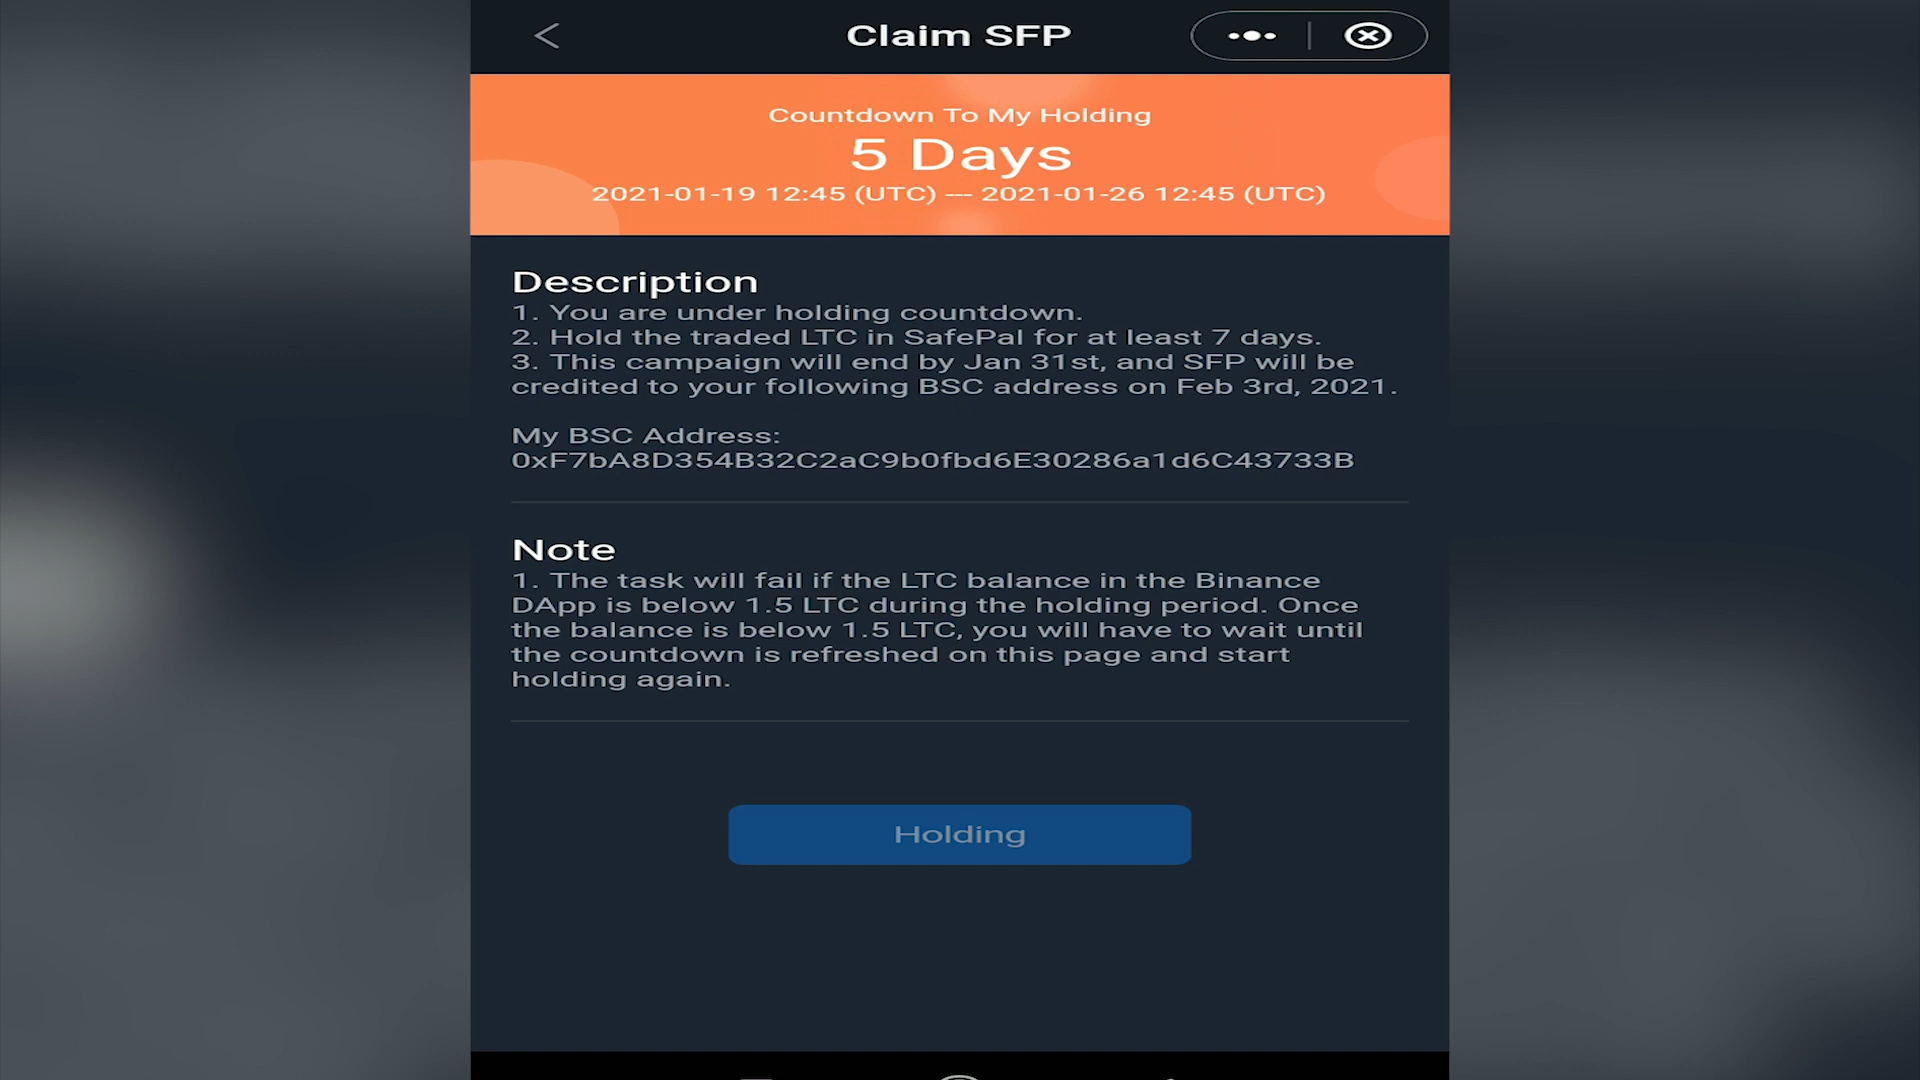 Claim SFP
Countdown To My Holding
5 Days
2021-01-19 12:45 (UTC) --- 2021-01-26 12:45 (UTC)
Description
1. You are under holding countdown.
2. Hold the traded LTC in SafePal for at least 7 days.
3. This campaign will end by Jan 31st, and SFP will be
credited to your following BSC address on Feb 3rd, 2021.
My BSC Address:
0xF7bA8D354B32C2aC9b0fbd6E30286a1d6C43733B
Note
1. The task will fail if the LTC balance in the Binance
DApp is below 1.5 LTC during the holding period. Once
the balance is below 1.5 LTC, you will have to wait until
the countdown is refreshed on this page and start
holding again.
Holding